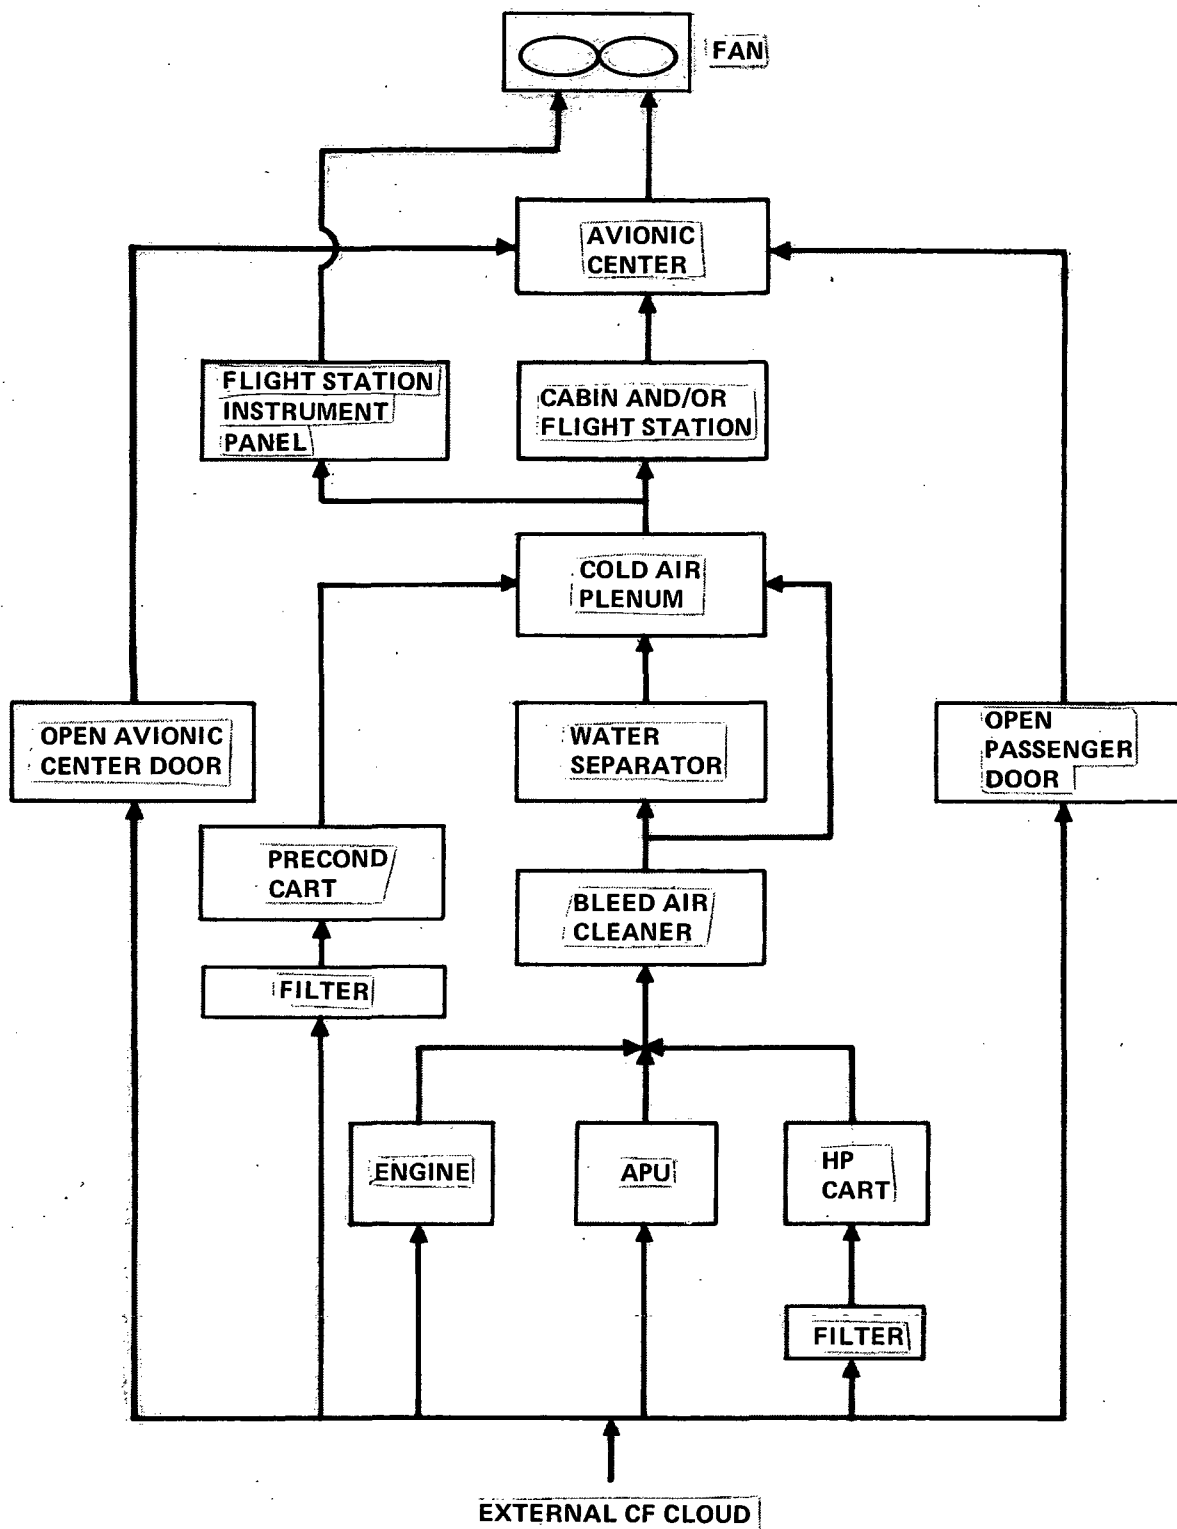 FAN
AVIONIC
CENTER
FLIGHT STATION
INSTRUMENT
PANEL
CABIN AND/OR
FLIGHT STATION
COLD AIR
PLENUM
OPEN AVIONIC
CENTER DOOR
WATER
SEPARATOR
OPEN
PASSENGER
DOOR
PRECOND
CART
BLEED AIR
CLEANER
FILTER
ENGINE
APU
HP
CART
FILTER
EXTERNAL CF CLOUD